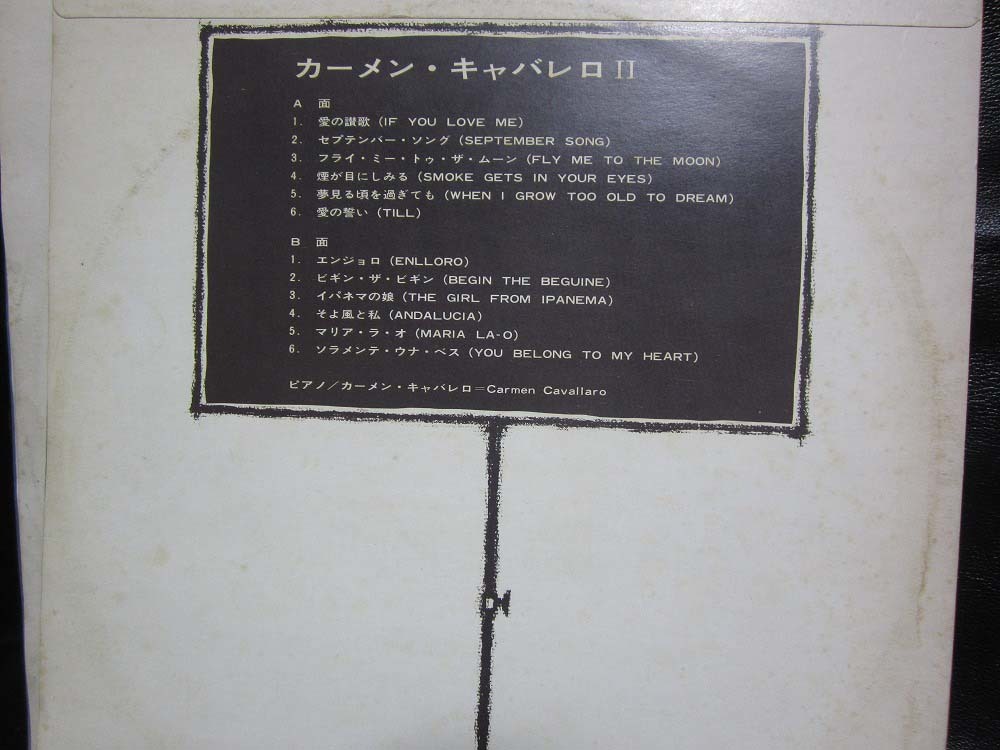 カーメン・キャバレロ II
A 面
1. 愛の讃歌 (IF YOU LOVE ME)
2. セプテンバー・ソング (SEPTEMBER SONG)
3. フライ・ミー・トゥ・ザ・ムーン (FLY ME TO THE MOON)
4. 煙が目にしみる (SMOKE GETS IN YOUR EYES)
5. 夢見る頃を過ぎても (WHEN I GROW TOO OLD TO DREAM)
6. 愛の誓い (TILL)
B 面
1. エンジョロ (ENLLORO)
2. ビギン・ザ・ビギン (BEGIN THE BEGUINE)
3. イパネマの娘 (THE GIRL FROM IPANEMA)
4. そよ風と私 (ANDALUCIA)
5. マリア・ラ・オ (MARIA LA-O)
6. ソラメンテ・ウナ・ベス (YOU BELONG TO MY HEART)
ピアノ/カーメン・キャバレロ=Carmen Cavallaro